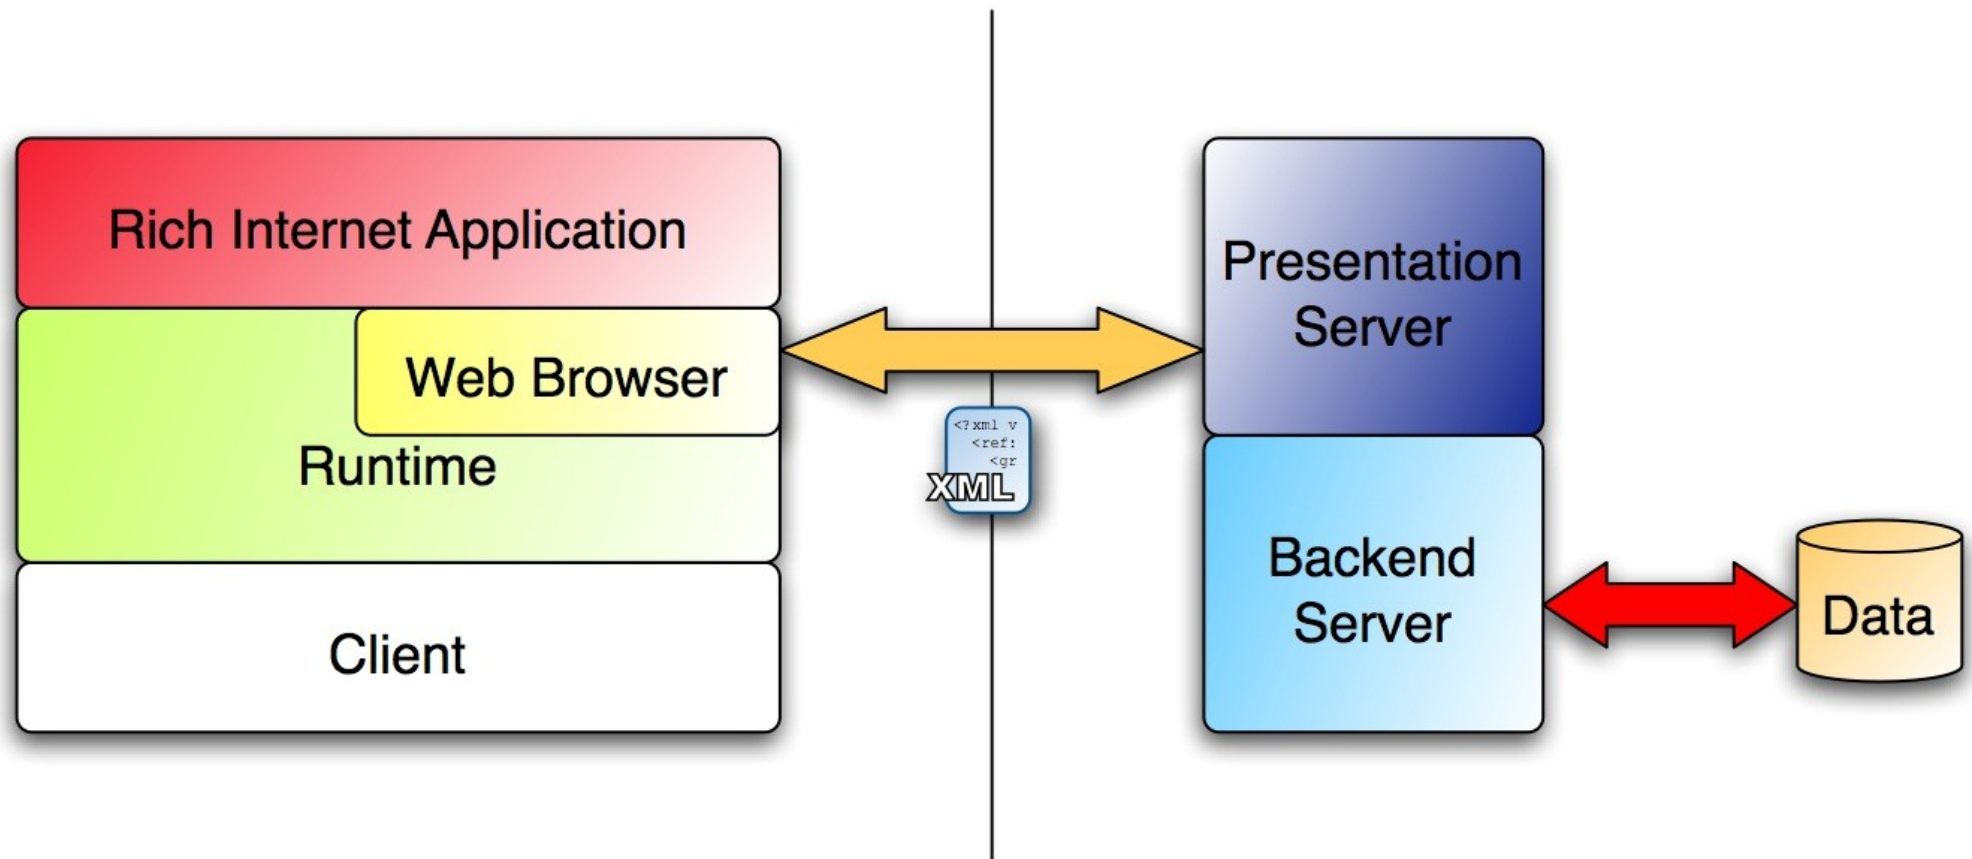 Rich Internet Application
Web Browser
Runtime
Client
<?xml v
<ref:
<gr
XML
Presentation
Server
Backend
Server
Data